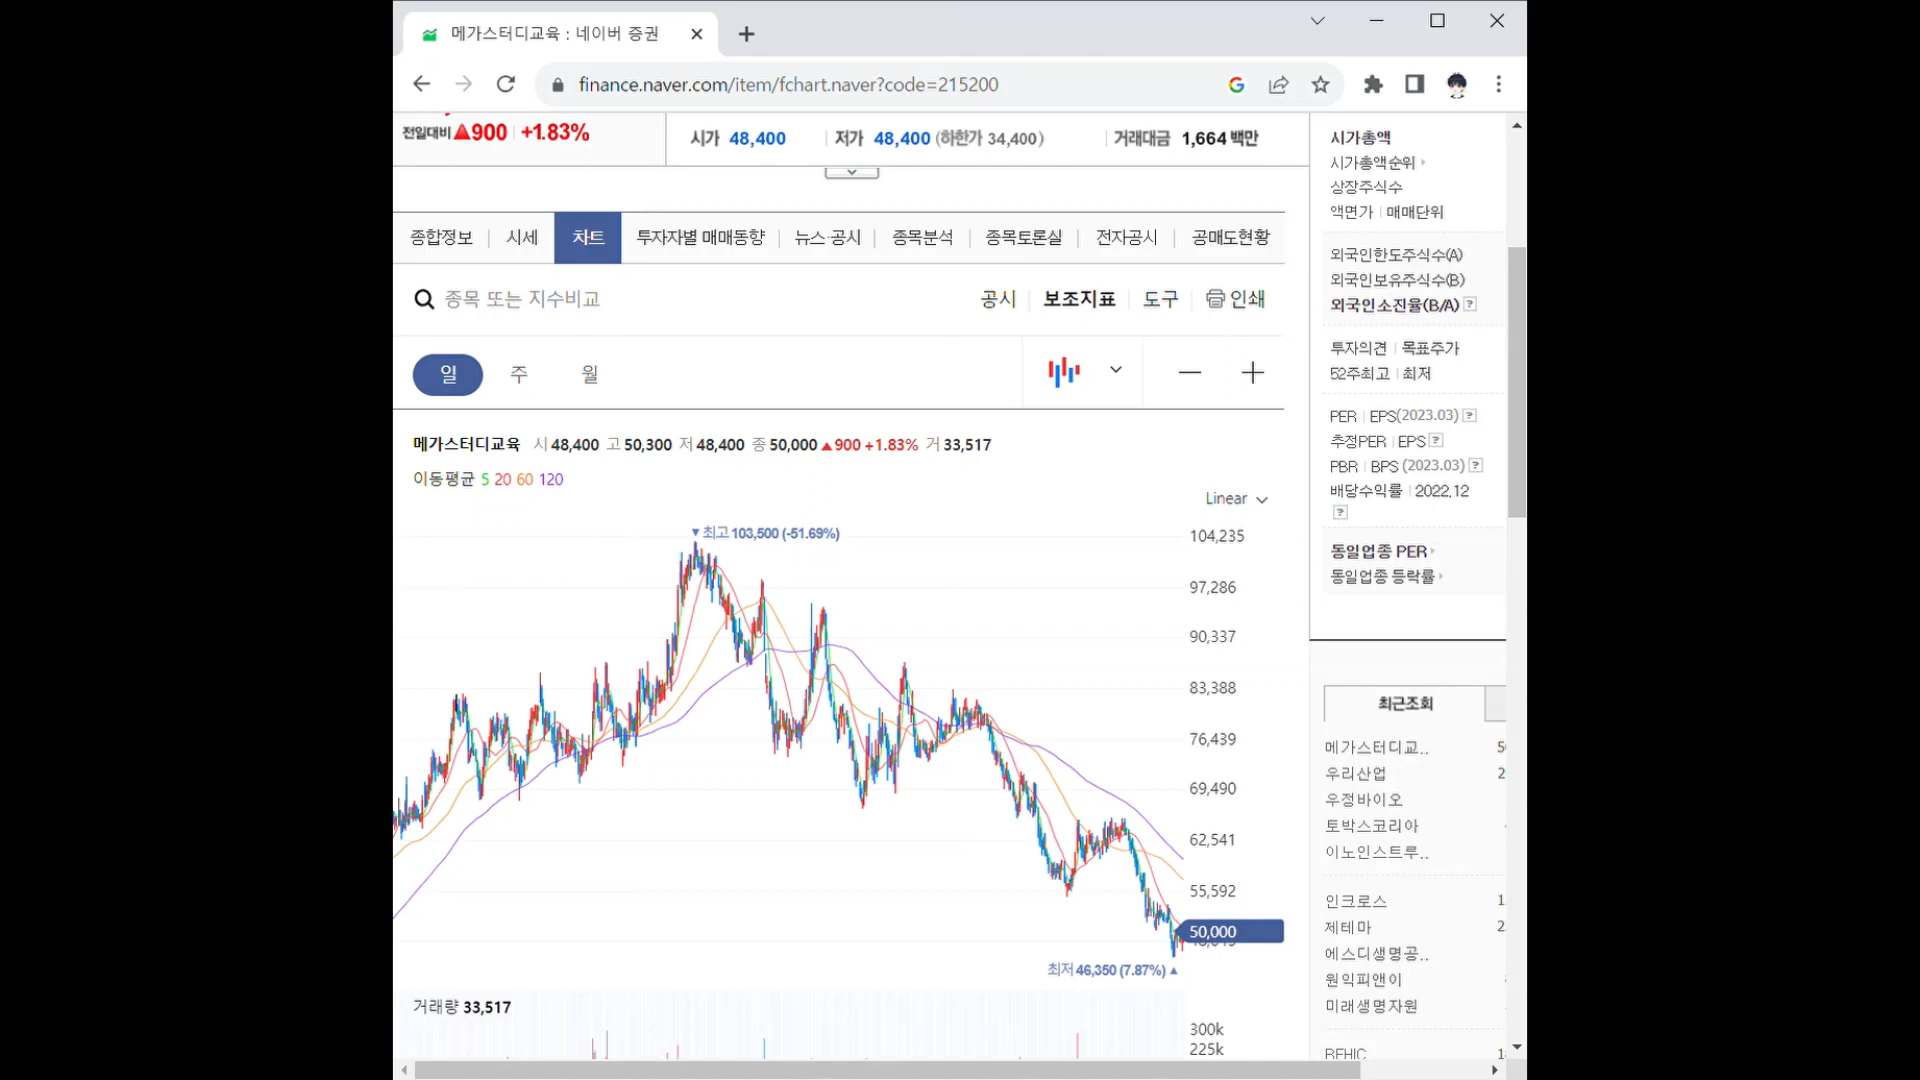 메가스터디교육 : 네이버 증권
finance.naver.com/item/fchart.naver?code=215200
전일대비 ▲900 +1.83%
시가 48,400 저가 48,400 (하한가 34,400) 거래대금 1,664 백만
종합정보 시세 차트 투자자별 매매동향 뉴스·공시 종목분석 종목토론실 전자공시 공매도현황
종목 또는 지수비교 공시 보조지표 도구 인쇄
일 주 월
메가스터디교육 시 48,400 고 50,300 저 48,400 종 50,000 ▲900 +1.83% 거 33,517
이동평균 5 20 60 120
Linear
▼최고 103,500 (-51.69%)
104,235
97,286
90,337
83,388
76,439
69,490
62,541
55,592
50,000
최저 46,350 (7.87%) ▲
거래량 33,517
300k
225k
시가총액
시가총액순위
상장주식수
액면가 매매단위
외국인한도주식수(A)
외국인보유주식수(B)
외국인소진율(B/A) ?
투자의견 목표주가
52주최고 최저
PER EPS(2023.03) ?
추정PER EPS ?
PBR BPS (2023.03) ?
배당수익률 2022.12
?
동일업종 PER
동일업종 등락률
최근조회
메가스터디교..
우리산업
우정바이오
토박스코리아
이노인스트루..
인크로스
제테마
에스디생명공..
원익피앤이
미래생명자원